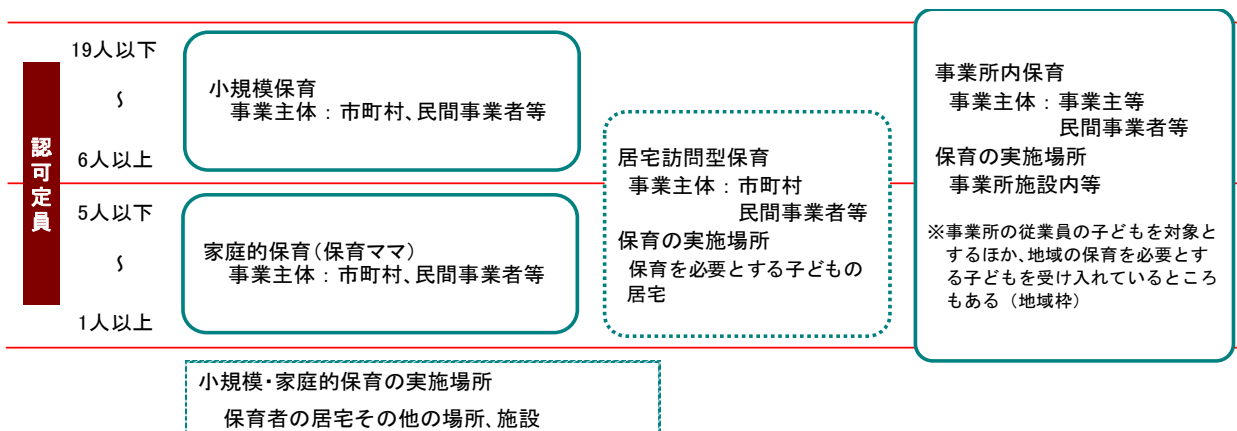 認可定員
19人以下
∽
6人以上
5人以下
∽
1人以上
小規模保育
事業主体：市町村、民間事業者等
家庭的保育（保育ママ）
事業主体：市町村、民間事業者等
居宅訪問型保育
事業主体：市町村
民間事業者等
保育の実施場所
保育を必要とする子どもの
居宅
事業所内保育
事業主体：事業主等
民間事業者等
保育の実施場所
事業所施設内等
※事業所の従業員の子どもを対象と
するほか、地域の保育を必要とす
る子どもを受け入れているところ
もある（地域枠）
小規模・家庭的保育の実施場所
保育者の居宅その他の場所、施設